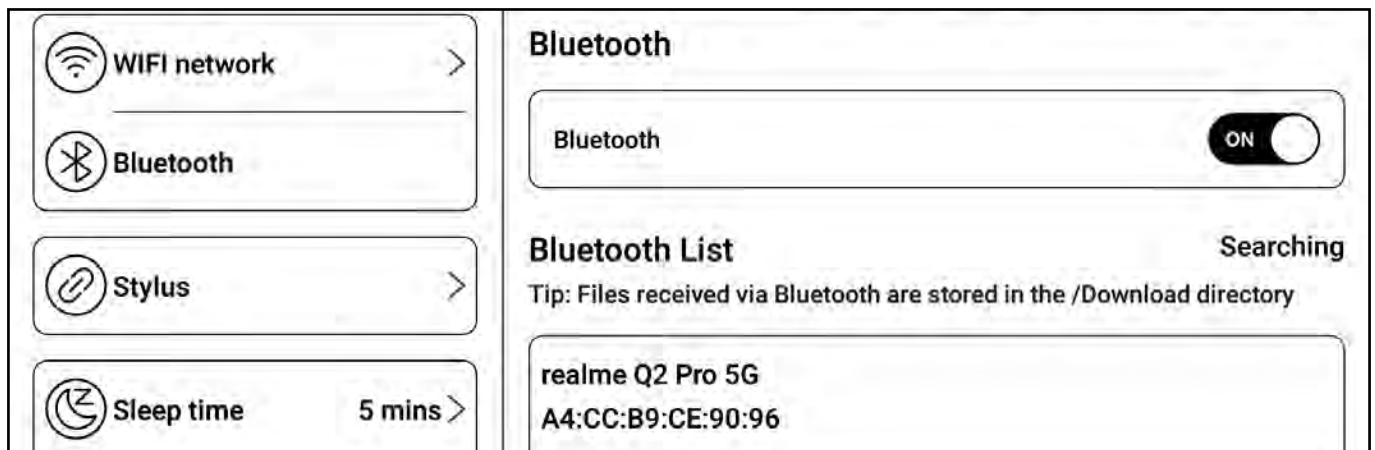 WIFI network
Bluetooth
Stylus
Sleep time 5 mins
Bluetooth
Bluetooth ON
Bluetooth List Searching
Tip: Files received via Bluetooth are stored in the /Download directory
realme Q2 Pro 5G
A4:CC:B9:CE:90:96